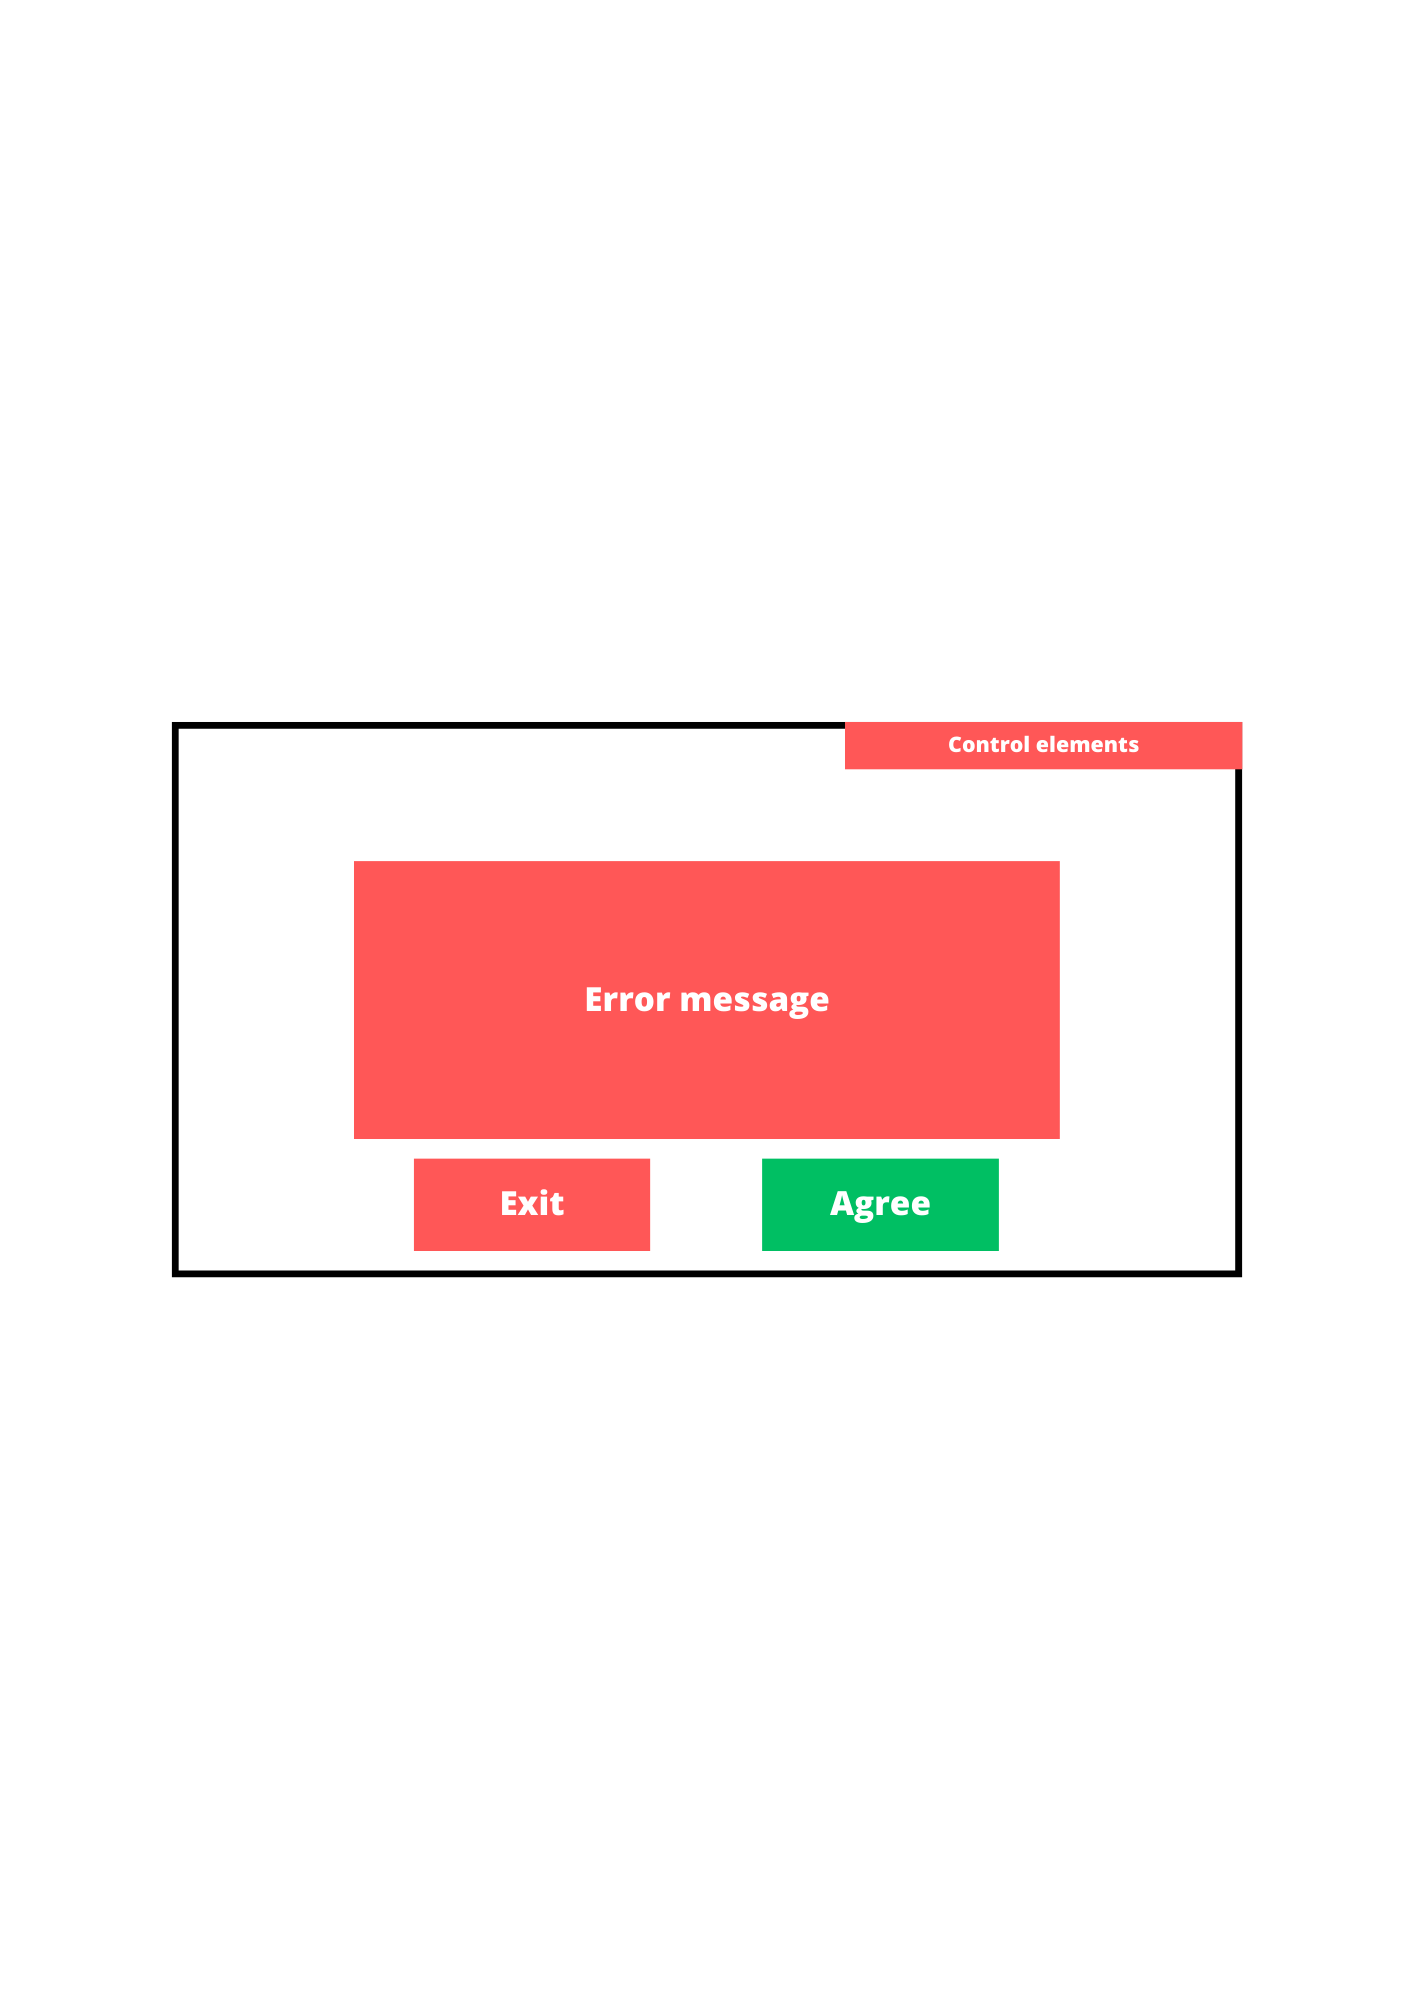 Control elements
Error message
Exit
Agree